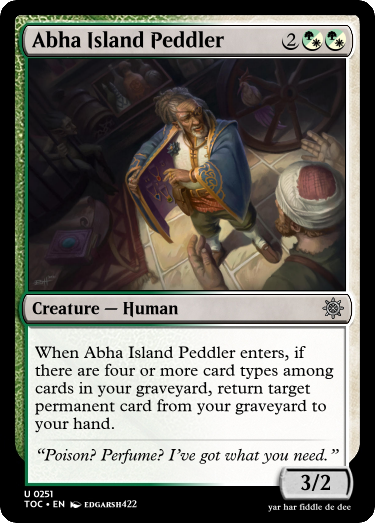 Abha Island Peddler 2
Creature — Human
When Abha Island Peddler enters, if
there are four or more card types among
cards in your graveyard, return target
permanent card from your graveyard to
your hand.
“Poison? Perfume? I've got what you need.”
3/2
U 0251
TOC • EN EDGARSH422
yar har fiddle de dee